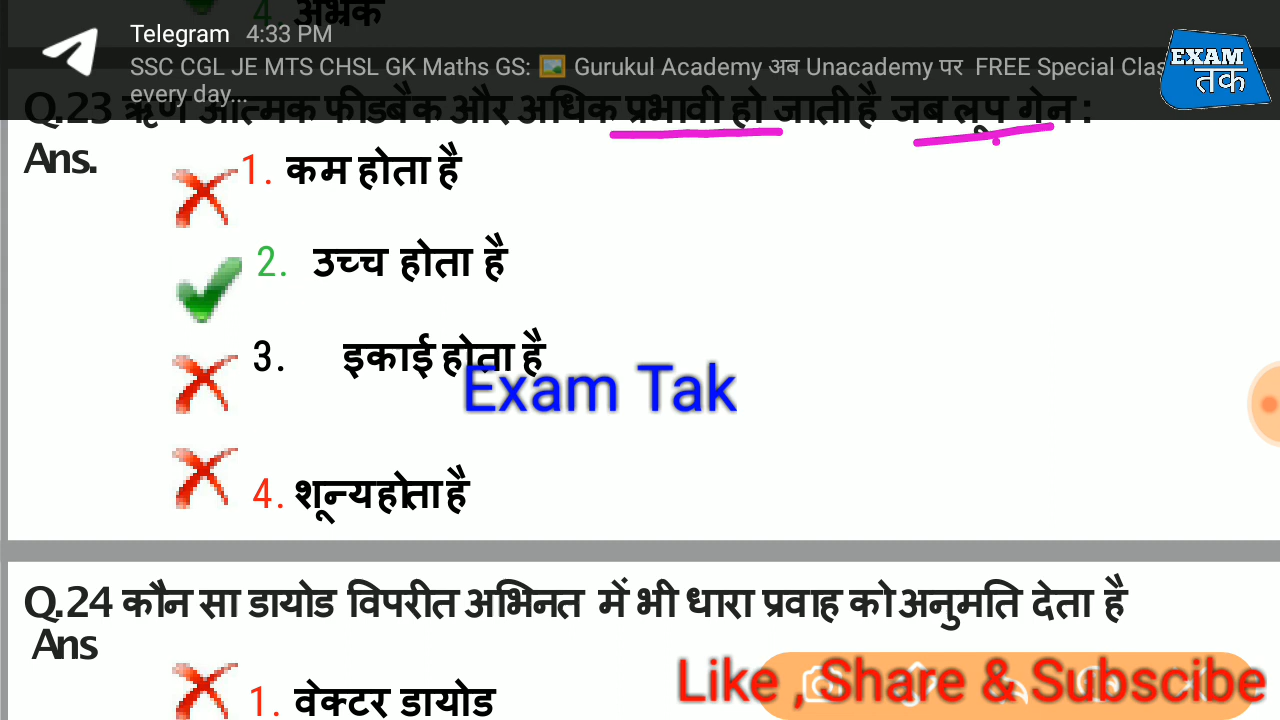 4. अभ्रक
Telegram 4:33 PM
SSC CGL JE MTS CHSL GK Maths GS: 🖼️ Gurukul Academy अब Unacademy पर FREE Special Clas
every day...
EXAM
तक
Q.23 ऋण आत्मक फीडबैक और अधिक प्रभावी हो जाती है जब लूप गेन :
Ans.
1. कम होता है
2. उच्च होता है
3. इकाई होता है
Exam Tak
4. शून्य होता है
Q.24 कौन सा डायोड विपरीत अभिनत में भी धारा प्रवाह को अनुमति देता है
Ans
Like , Share & Subscibe
1. वेक्टर डायोड